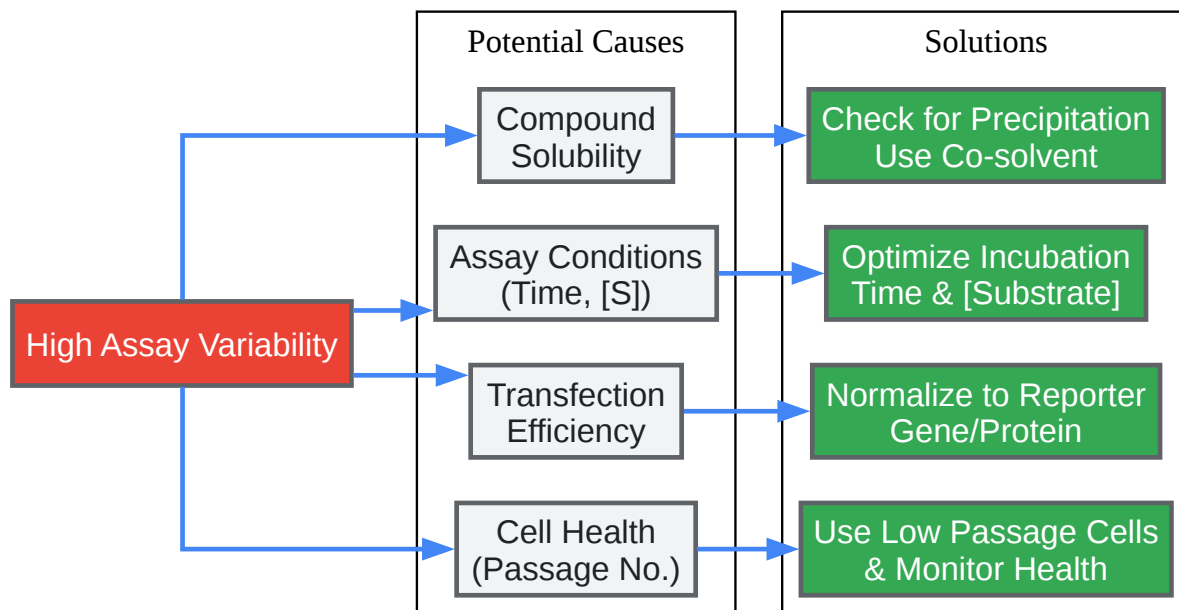 Potential Causes
Solutions
Compound
Solubility
Check for Precipitation
Use Co-solvent
Assay Conditions
(Time, [S])
Optimize Incubation
Time & [Substrate]
High Assay Variability
Transfection
Efficiency
Normalize to Reporter
Gene/Protein
Cell Health
(Passage No.)
Use Low Passage Cells
& Monitor Health